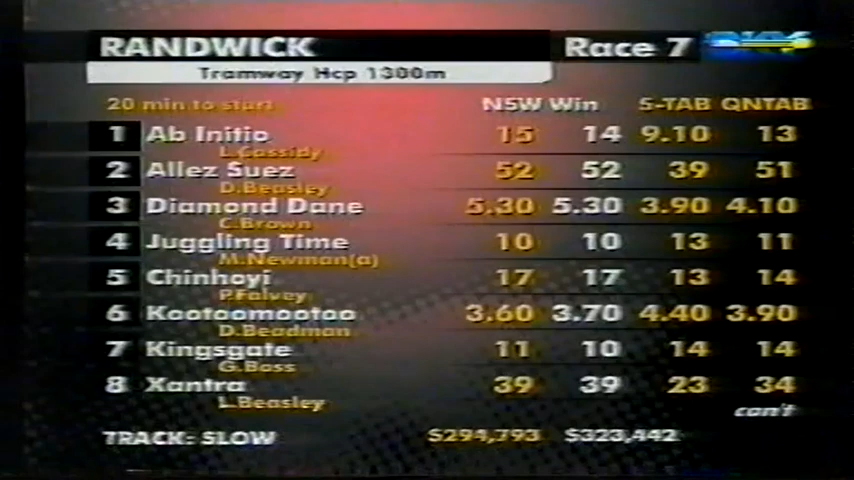 RANDWICK Race 7 SKY
Tramway Hcp 1300m
20 min to start NSW Win S-TAB QNTAB
1 Ab Initio 15 14 9.10 13
L.Cassidy
2 Allez Suez 52 52 39 51
D.Beasley
3 Diamond Dane 5.30 5.30 3.90 4.10
C.Brown
4 Juggling Time 10 10 13 11
M.Newman(a)
5 Chinhoyi 17 17 13 14
P.Falvey
6 Kootoomootoo 3.60 3.70 4.40 3.90
D.Beadman
7 Kingsgate 11 10 14 14
G.Boss
8 Xantra 39 39 23 34
L.Beasley
con't
TRACK: SLOW $294,793 $323,442